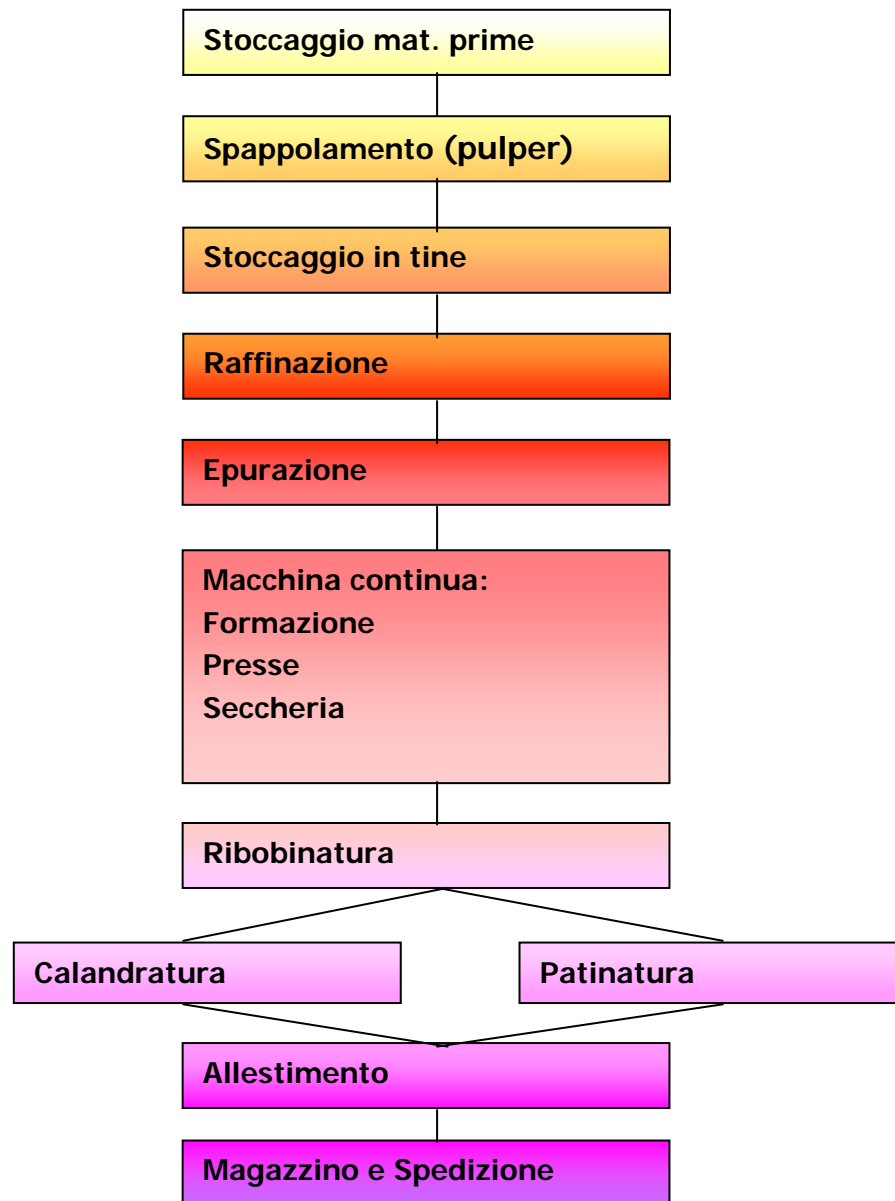 Stoccaggio mat. prime
Spappolamento (pulper)
Stoccaggio in tine
Raffinazione
Epurazione
Macchina continua:
Formazione
Presse
Seccheria
Ribobinatura
Calandratura
Patinatura
Allestimento
Magazzino e Spedizione